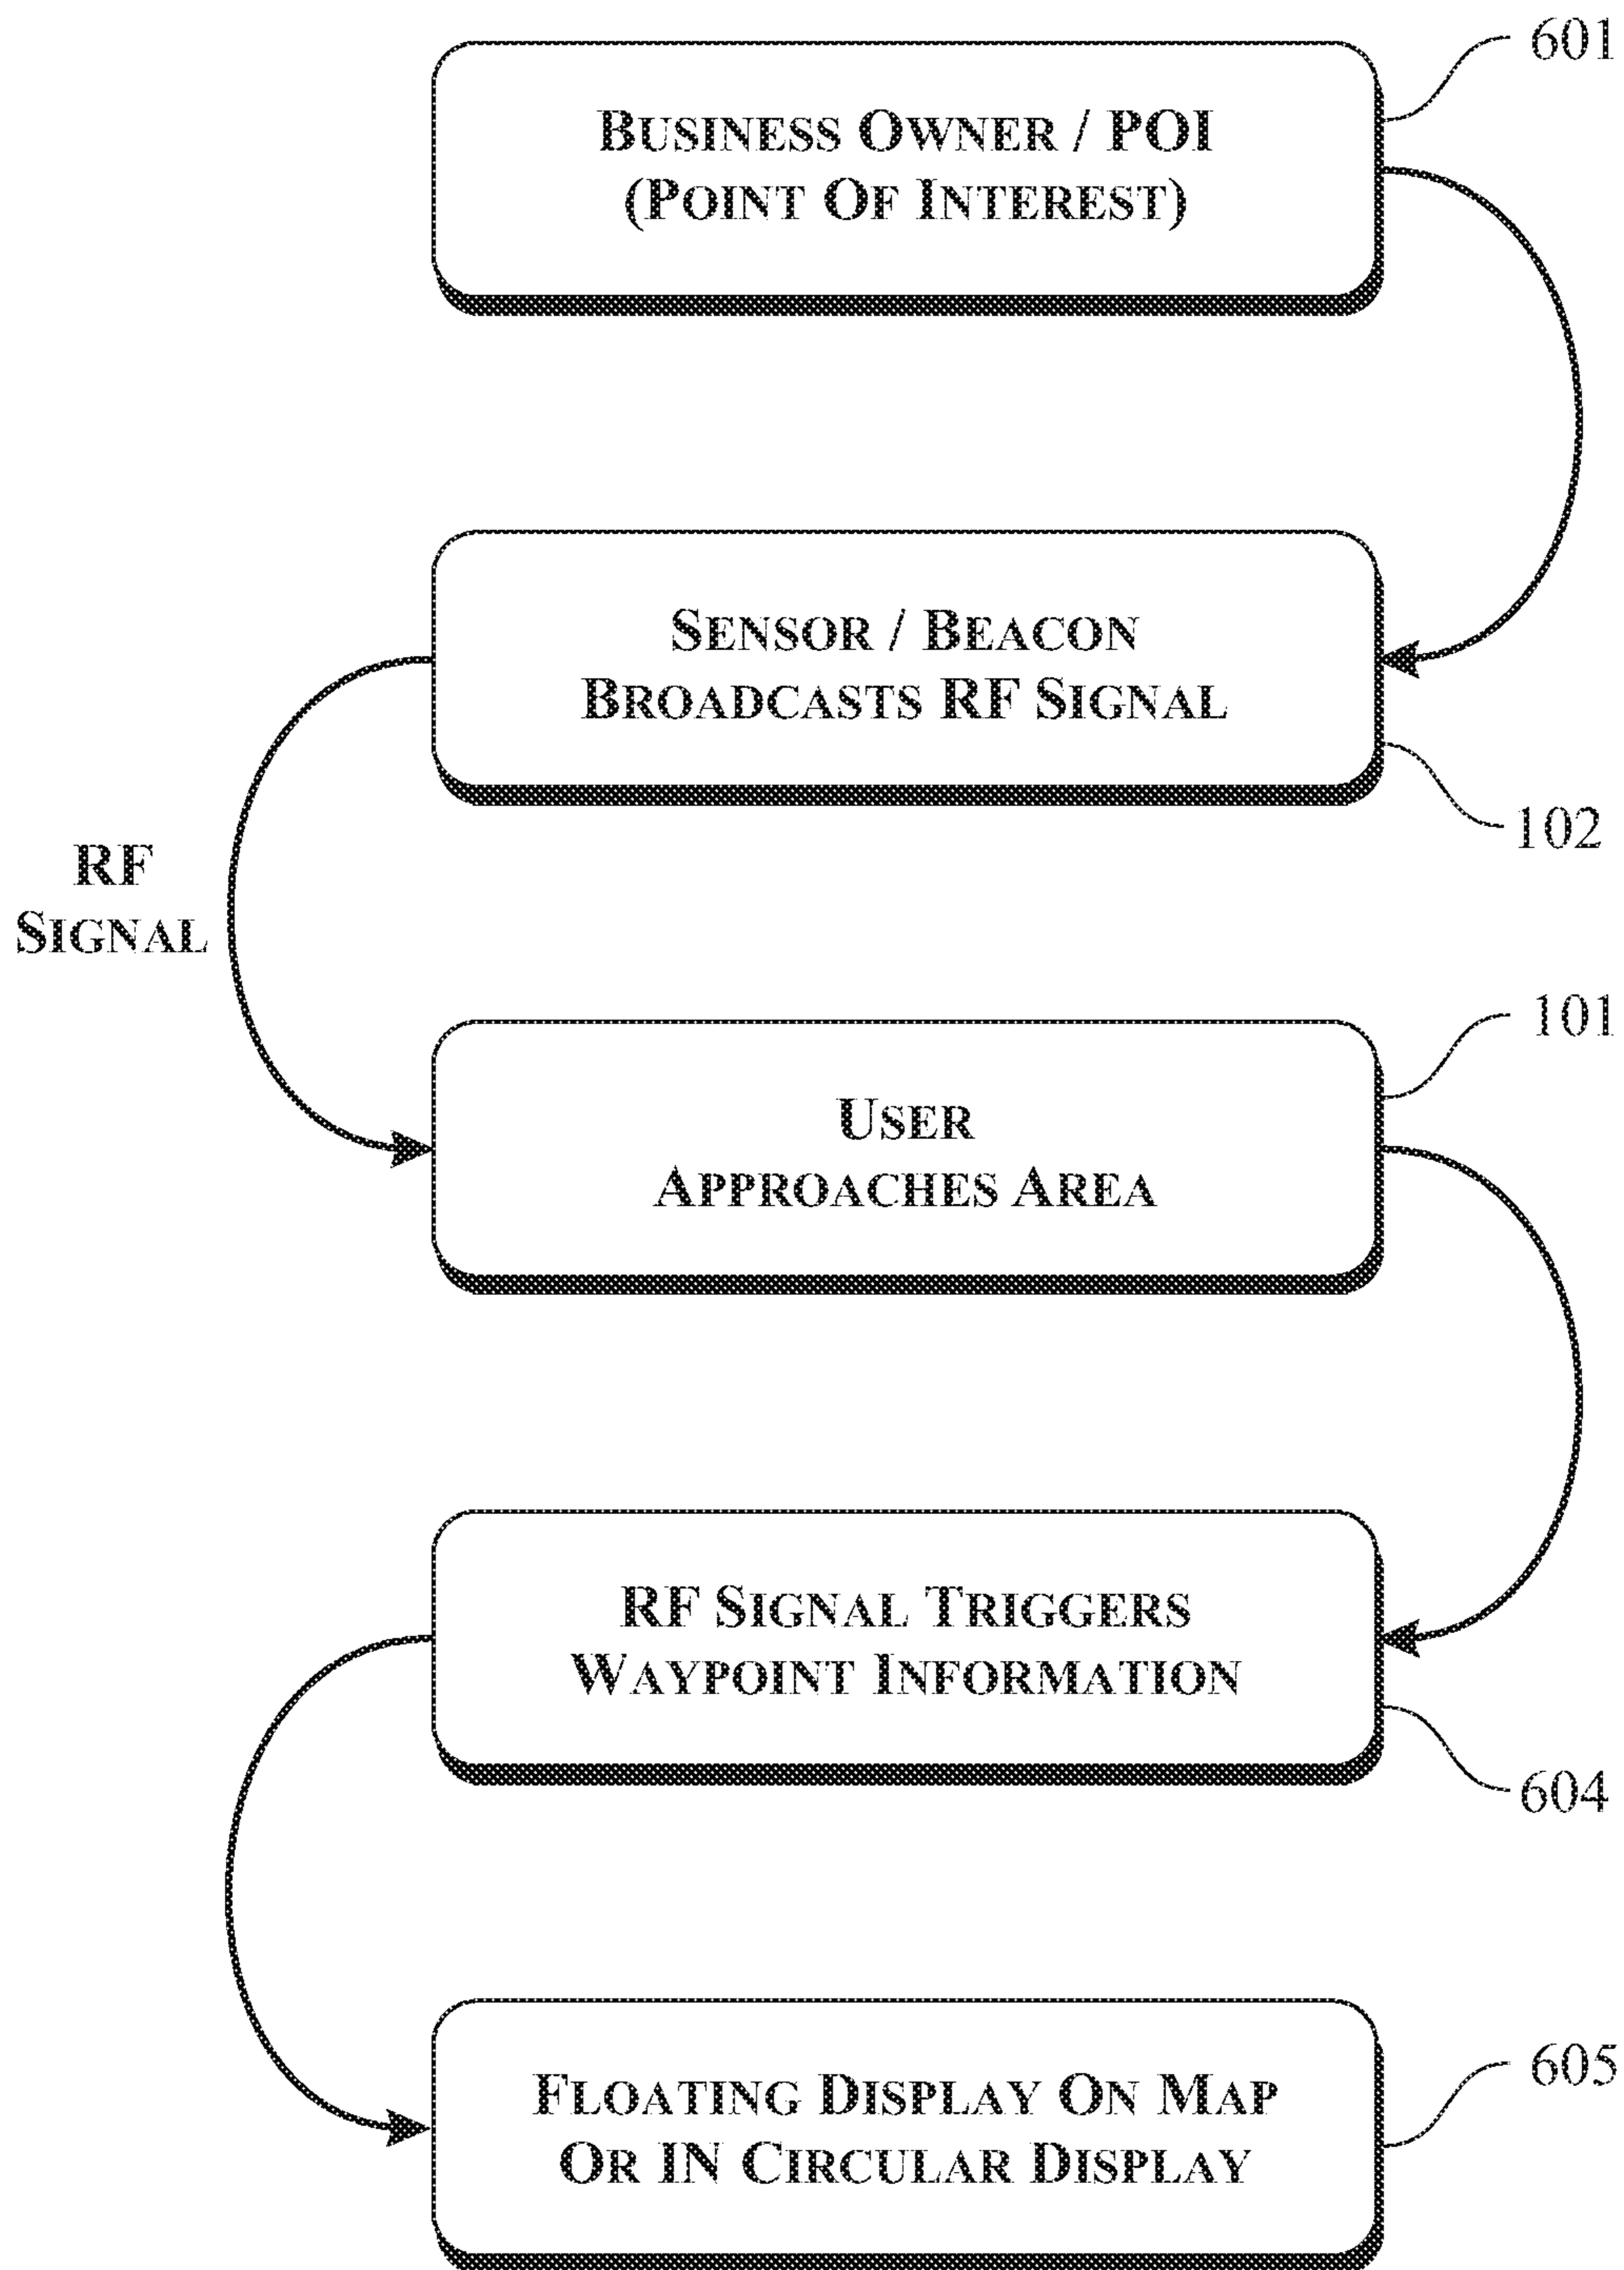 601
BUSINESS OWNER / POI
(POINT OF INTEREST)
SENSOR / BEACON
BROADCASTS RF SIGNAL
102
RF
SIGNAL
101
USER
APPROACHES AREA
RF SIGNAL TRIGGERS
WAYPOINT INFORMATION
604
605
FLOATING DISPLAY ON MAP
OR IN CIRCULAR DISPLAY